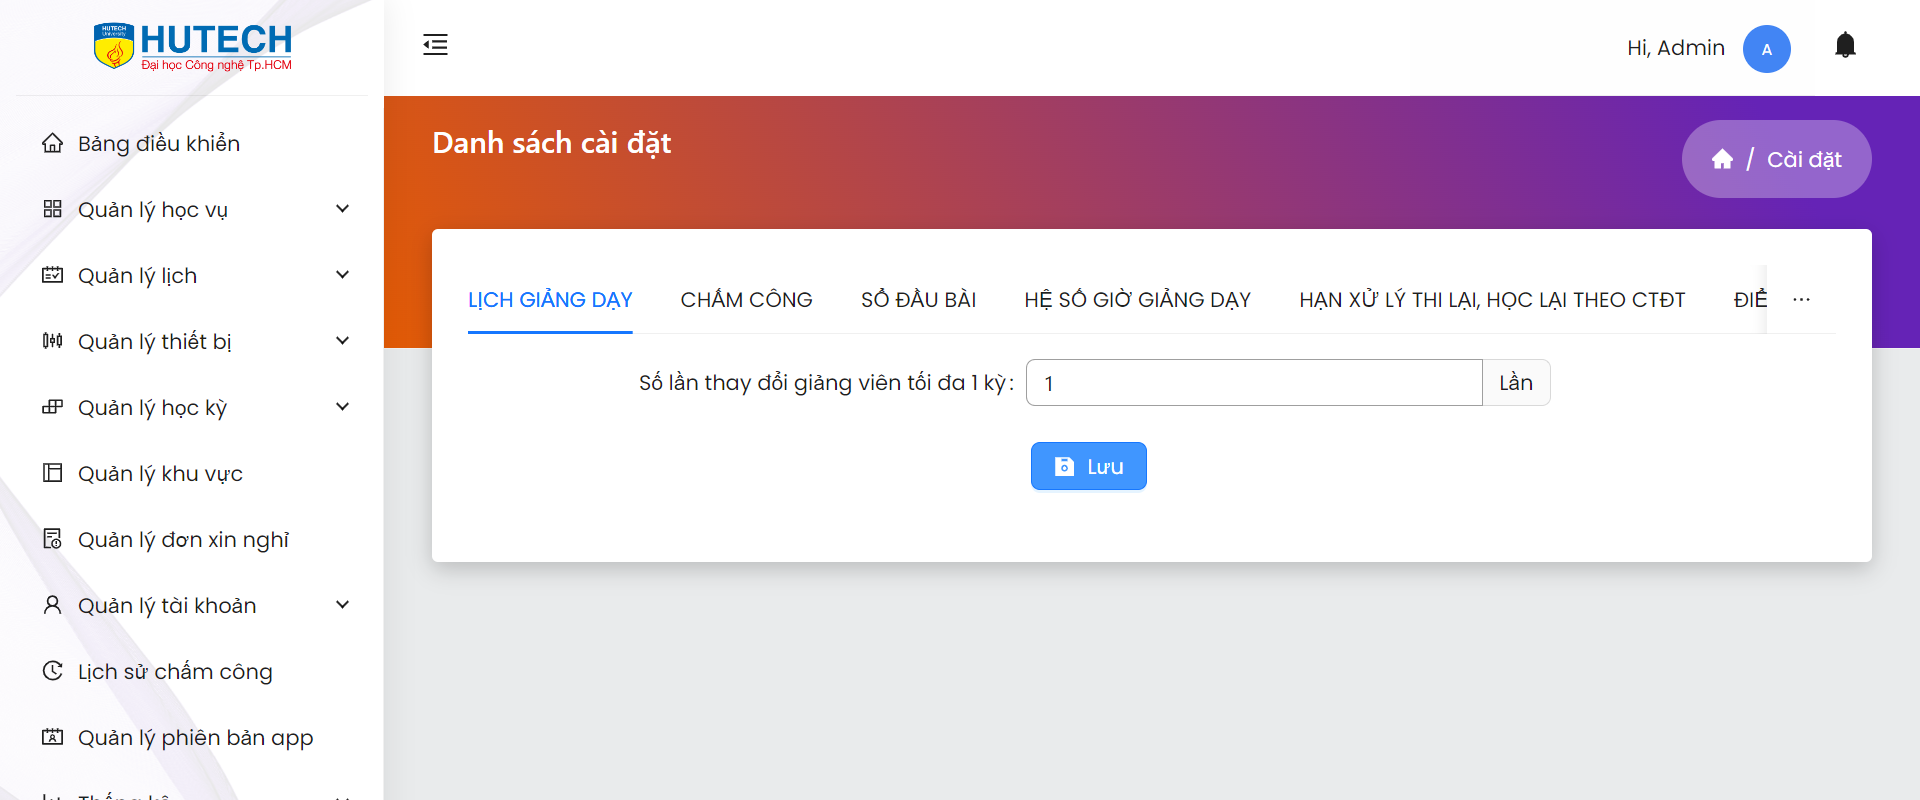 HUTECH
University
HUTECH
Đại học Công nghệ Tp.HCM
Hi, Admin
A
Bảng điều khiển
Quản lý học vụ
Quản lý lịch
Quản lý thiết bị
Quản lý học kỳ
Quản lý khu vực
Quản lý đơn xin nghỉ
Quản lý tài khoản
Lịch sử chấm công
Quản lý phiên bản app
Thống kê
Danh sách cài đặt
/ Cài đặt
LỊCH GIẢNG DẠY CHẤM CÔNG SỔ ĐẦU BÀI HỆ SỐ GIỜ GIẢNG DẠY HẠN XỬ LÝ THI LẠI, HỌC LẠI THEO CTĐT ĐIỂ ...
Số lần thay đổi giảng viên tối đa 1 kỳ: 1 Lần
Lưu